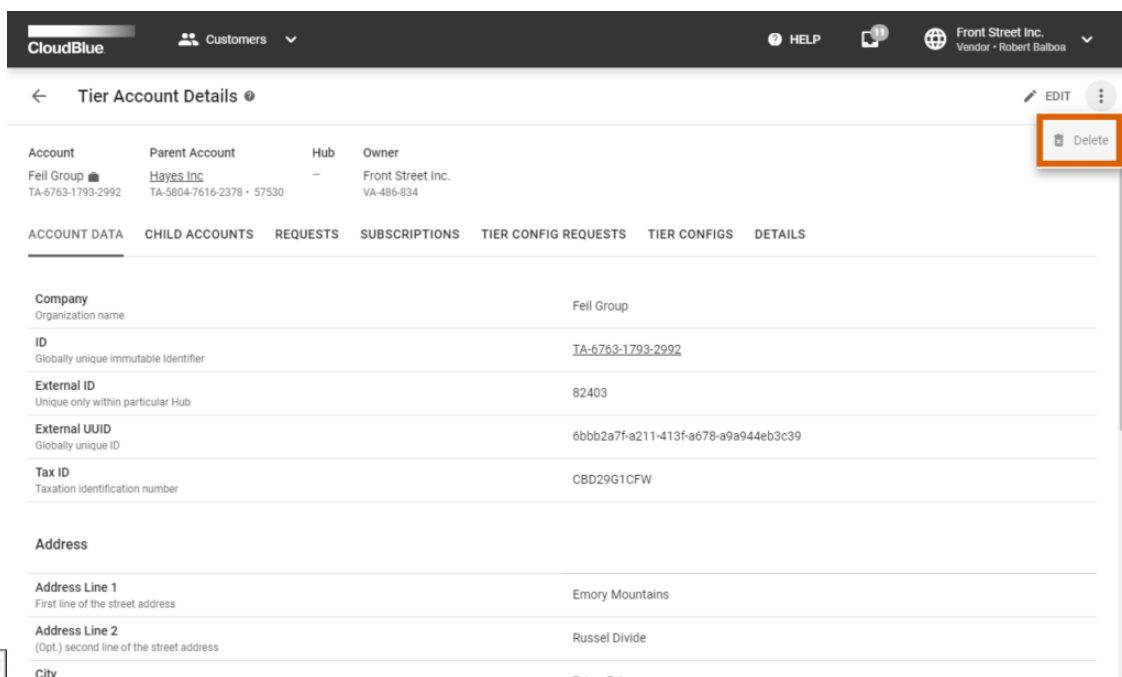 CloudBlue
Customers
HELP
11
Front Street Inc.
Vendor • Robert Balboa
Tier Account Details
EDIT
Delete
Account
Parent Account
Hub
Owner
Feil Group
Hayes Inc
–
Front Street Inc.
TA-6763-1793-2992
TA-5804-7616-2378 • 57530
VA-486-834
ACCOUNT DATA
CHILD ACCOUNTS
REQUESTS
SUBSCRIPTIONS
TIER CONFIG REQUESTS
TIER CONFIGS
DETAILS
Company
Organization name
Feil Group
ID
Globally unique immutable Identifier
TA-6763-1793-2992
External ID
Unique only within particular Hub
82403
External UUID
Globally unique ID
6bbb2a7f-a211-413f-a678-a9a944eb3c39
Tax ID
Taxation identification number
CBD29G1CFW
Address
Address Line 1
First line of the street address
Emory Mountains
Address Line 2
(Opt.) second line of the street address
Russel Divide
City